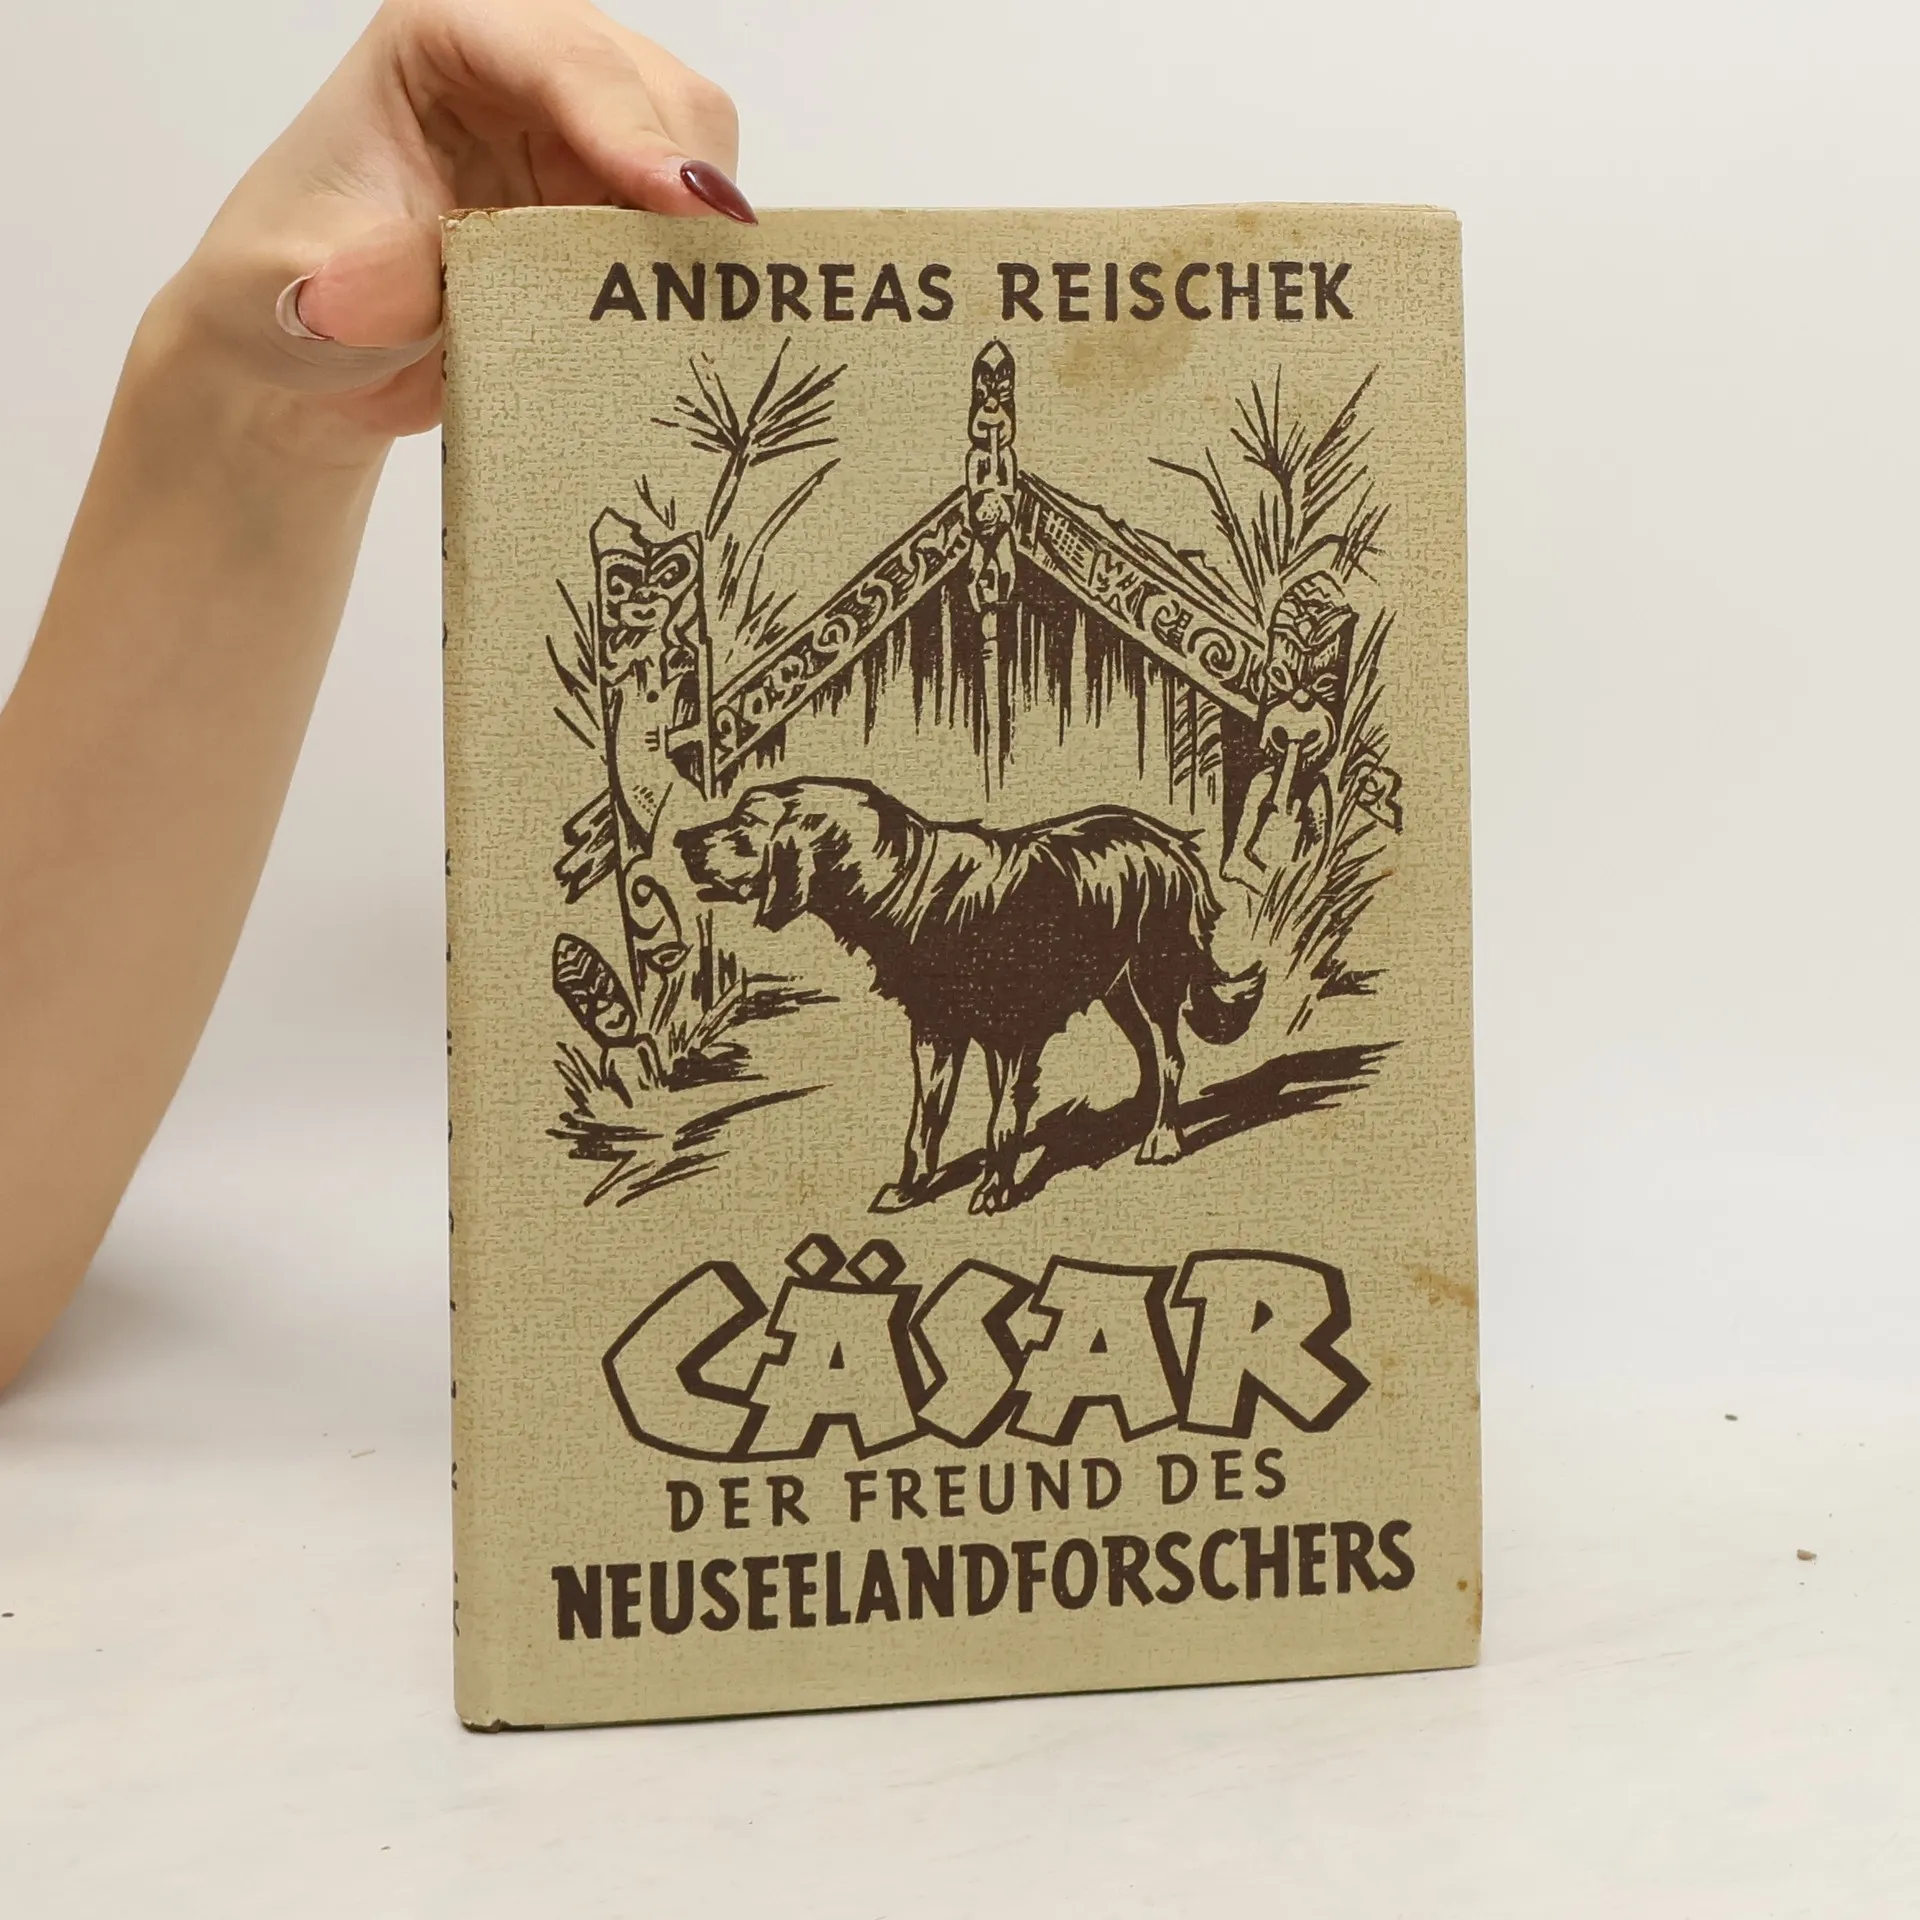 ANDREAS REISCHEK
CÄSAR
DER FREUND DES
NEUSEELANDFORSCHERS